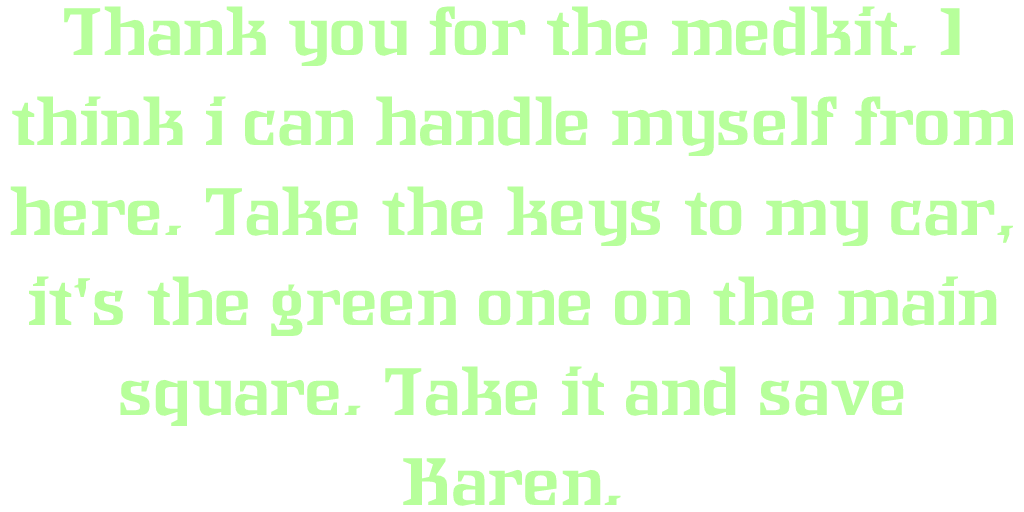 Thank you for the medkit. I
think i can handle myself from
here. Take the keys to my car,
it's the green one on the main
square. Take it and save
Karen.